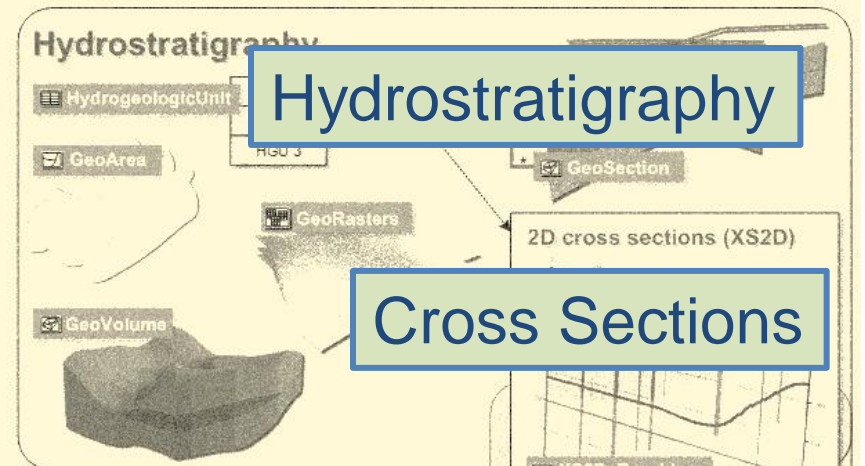 Hydrostratigraphy
Hydrostratigraphy
HydrogeologicUnit
HGU 3
GeoArea
GeoSection
GeoRasters
2D cross sections (XS2D)
Cross Sections
GeoVolume